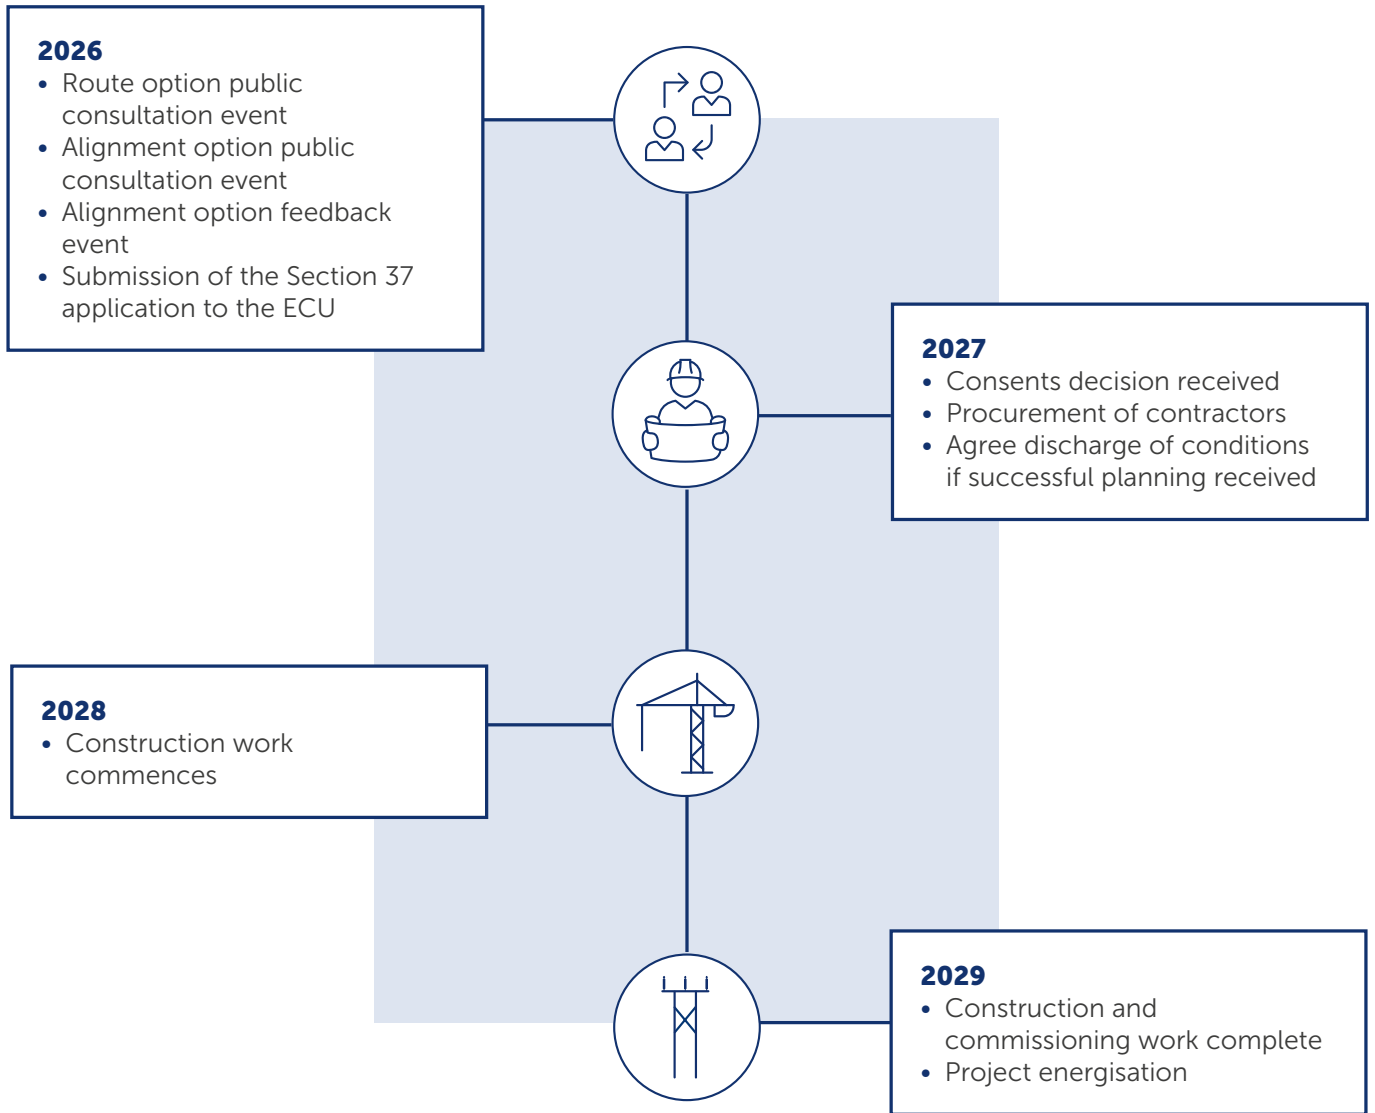 2026
• Route option public
consultation event
• Alignment option public
consultation event
• Alignment option feedback
event
• Submission of the Section 37
application to the ECU
2027
• Consents decision received
• Procurement of contractors
• Agree discharge of conditions
if successful planning received
2028
• Construction work
commences
2029
• Construction and
commissioning work complete
• Project energisation